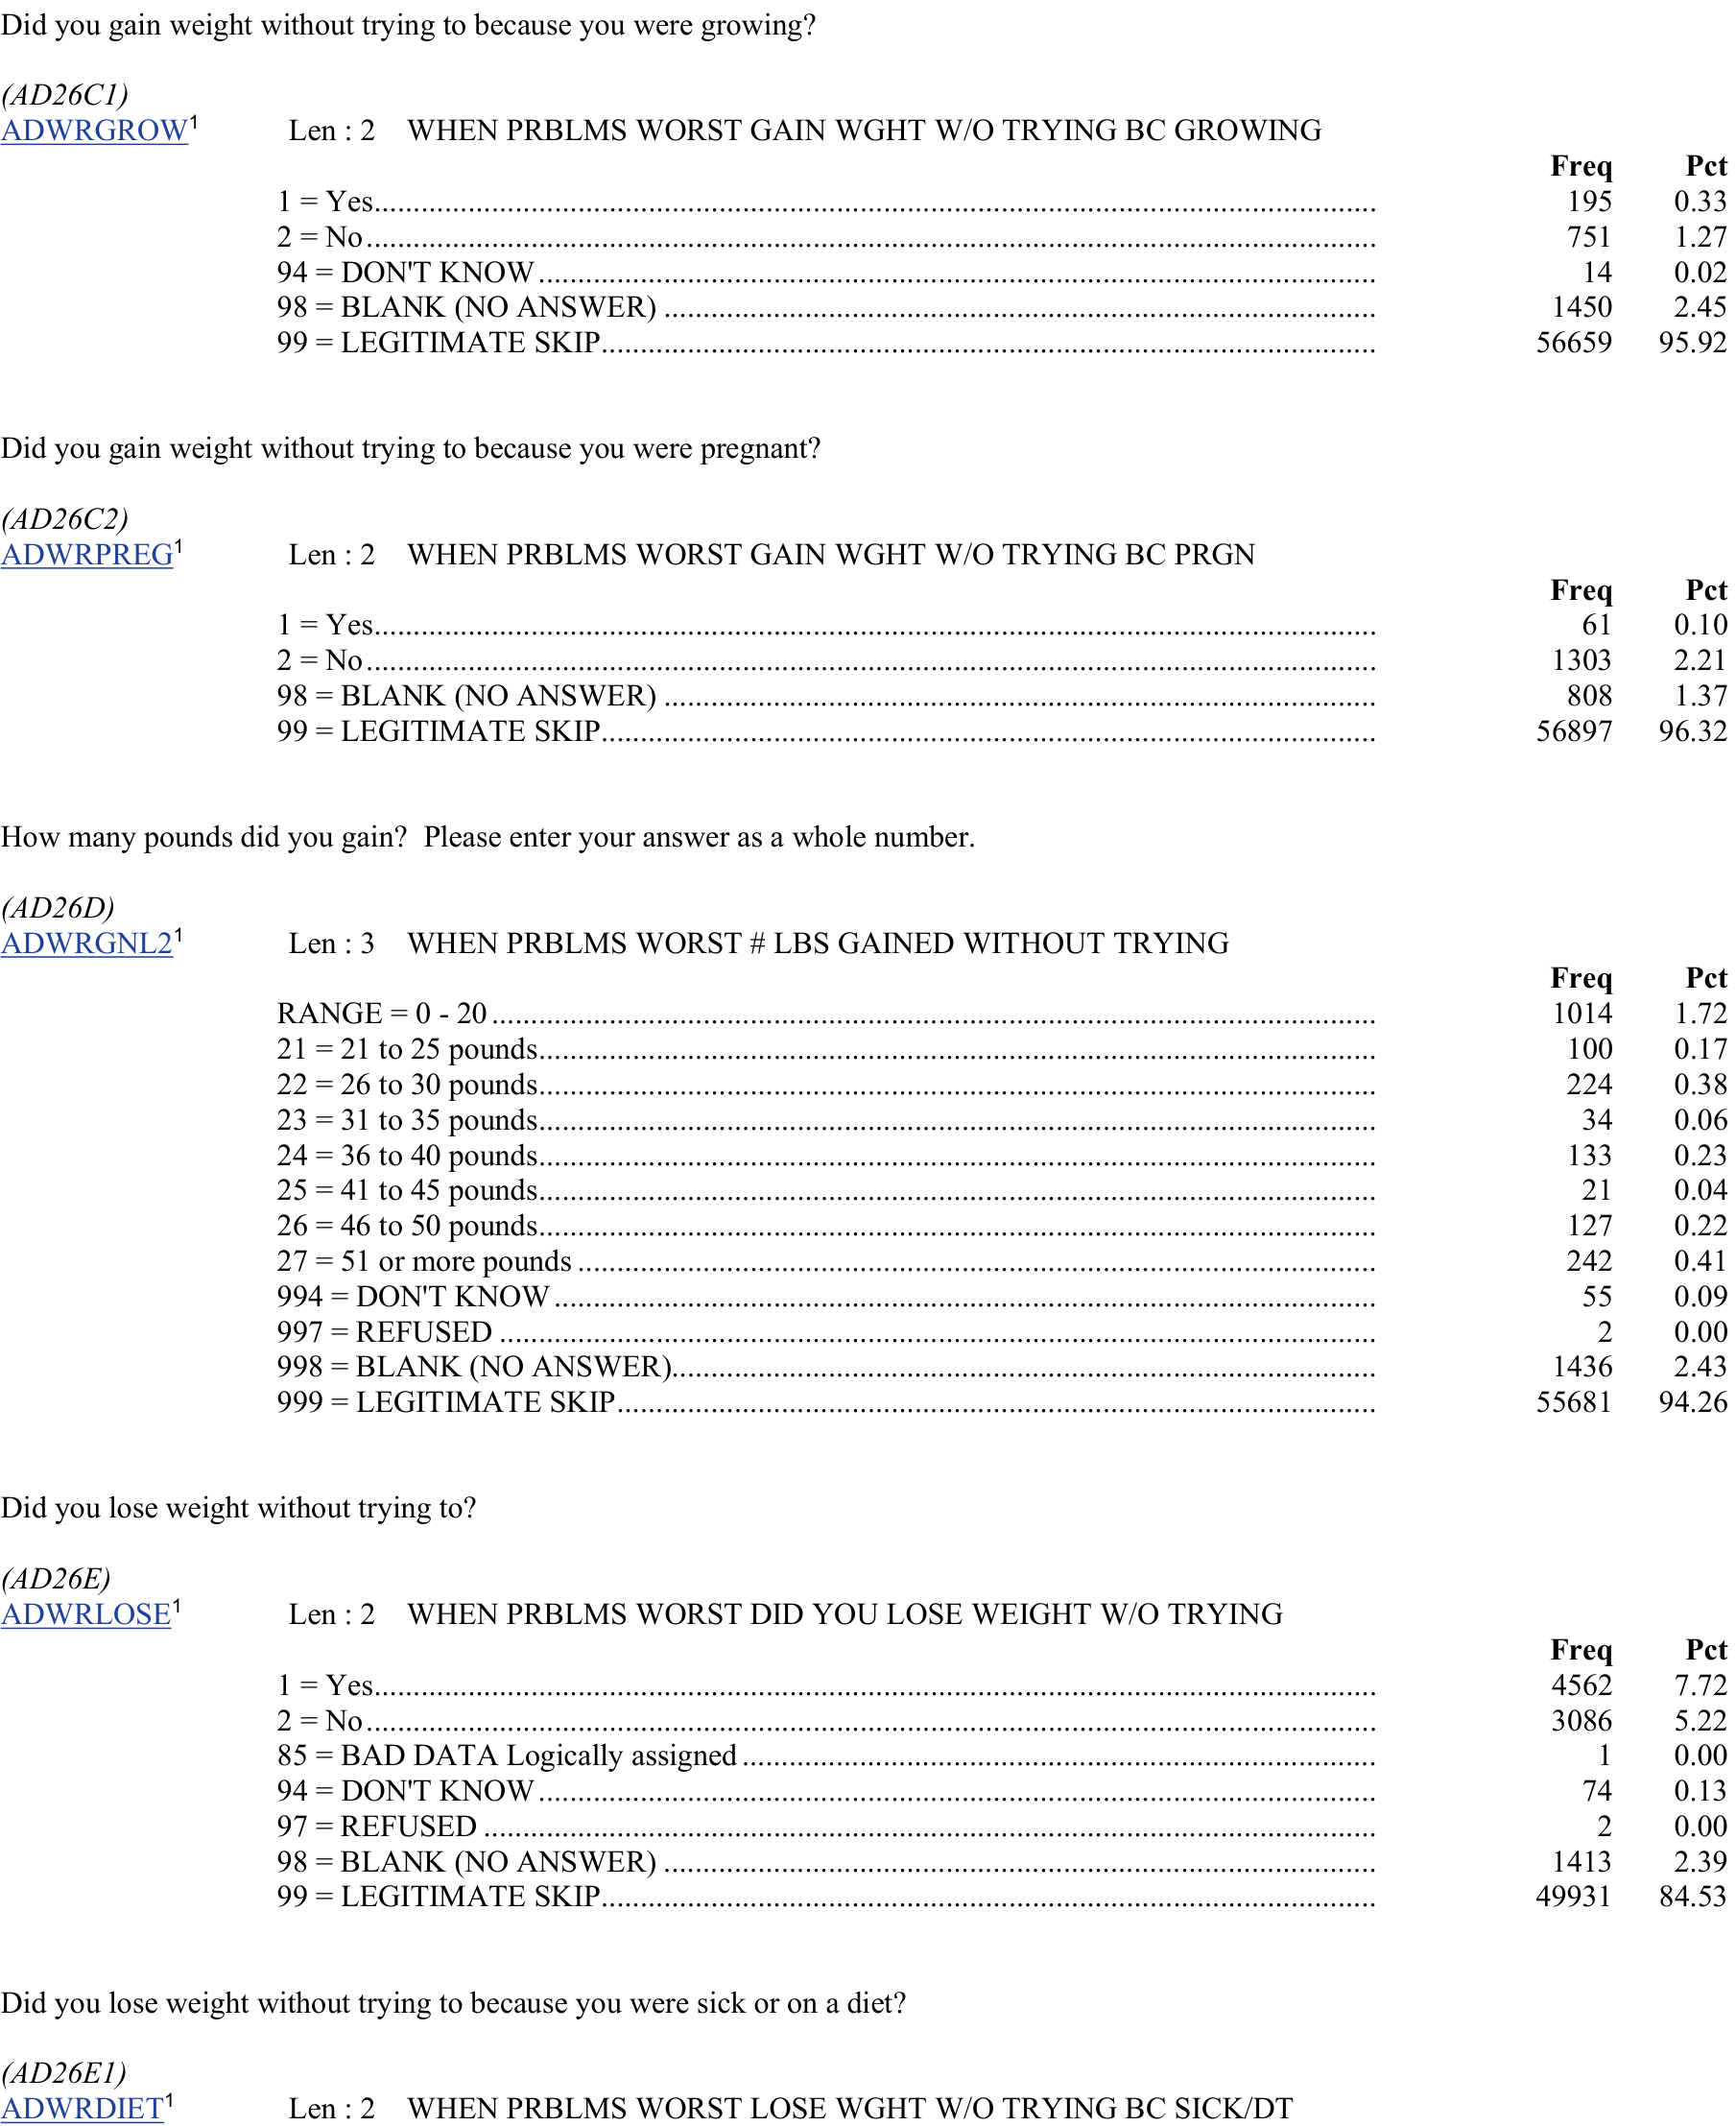 Did you gain weight without trying to because you were growing?
(AD26C1)
ADWRGROW1 Len : 2 WHEN PRBLMS WORST GAIN WGHT W/O TRYING BC GROWING
Freq Pct
1 = Yes 195 0.33
2 = No 751 1.27
94 = DON'T KNOW 14 0.02
98 = BLANK (NO ANSWER) 1450 2.45
99 = LEGITIMATE SKIP 56659 95.92
Did you gain weight without trying to because you were pregnant?
(AD26C2)
ADWRPREG1 Len : 2 WHEN PRBLMS WORST GAIN WGHT W/O TRYING BC PRGN
Freq Pct
1 = Yes 61 0.10
2 = No 1303 2.21
98 = BLANK (NO ANSWER) 808 1.37
99 = LEGITIMATE SKIP 56897 96.32
How many pounds did you gain? Please enter your answer as a whole number.
(AD26D)
ADWRGNL21 Len : 3 WHEN PRBLMS WORST # LBS GAINED WITHOUT TRYING
Freq Pct
RANGE = 0 - 20 1014 1.72
21 = 21 to 25 pounds 100 0.17
22 = 26 to 30 pounds 224 0.38
23 = 31 to 35 pounds 34 0.06
24 = 36 to 40 pounds 133 0.23
25 = 41 to 45 pounds 21 0.04
26 = 46 to 50 pounds 127 0.22
27 = 51 or more pounds 242 0.41
994 = DON'T KNOW 55 0.09
997 = REFUSED 2 0.00
998 = BLANK (NO ANSWER) 1436 2.43
999 = LEGITIMATE SKIP 55681 94.26
Did you lose weight without trying to?
(AD26E)
ADWRLOSE1 Len : 2 WHEN PRBLMS WORST DID YOU LOSE WEIGHT W/O TRYING
Freq Pct
1 = Yes 4562 7.72
2 = No 3086 5.22
85 = BAD DATA Logically assigned 1 0.00
94 = DON'T KNOW 74 0.13
97 = REFUSED 2 0.00
98 = BLANK (NO ANSWER) 1413 2.39
99 = LEGITIMATE SKIP 49931 84.53
Did you lose weight without trying to because you were sick or on a diet?
(AD26E1)
ADWRDIET1 Len : 2 WHEN PRBLMS WORST LOSE WGHT W/O TRYING BC SICK/DT